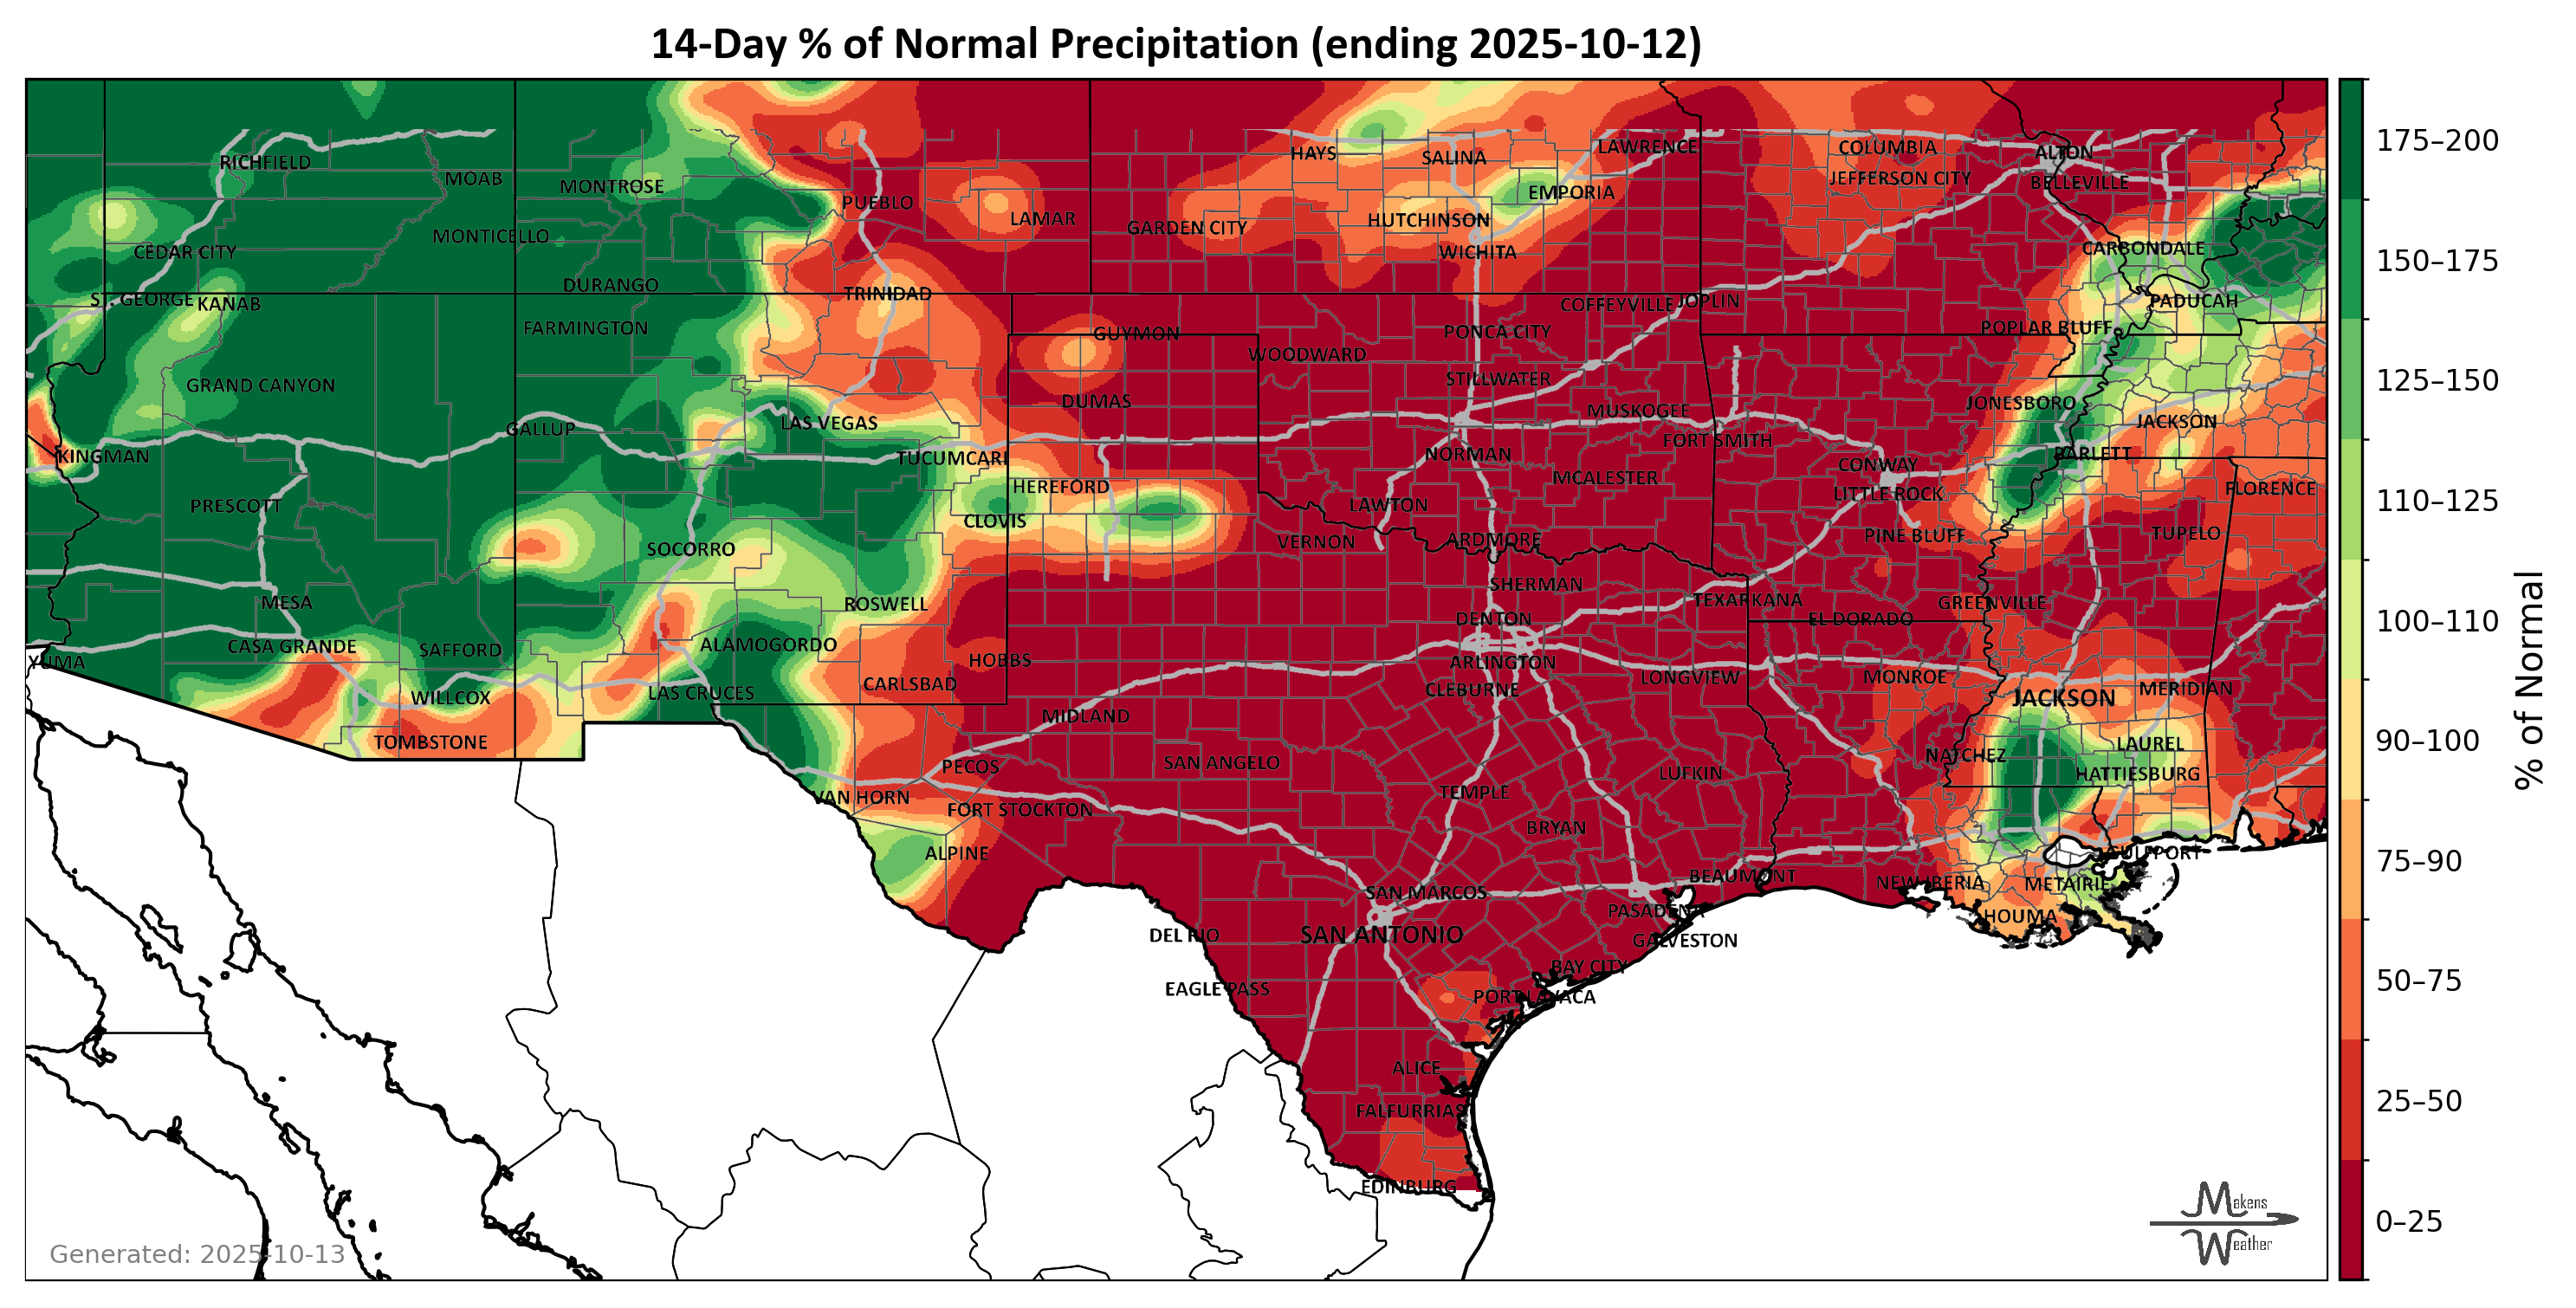 14-Day % of Normal Precipitation (ending 2025-10-12)
RICHFIELD
MOAB
MONTROSE
PUEBLO
LAMAR
HAYS
SALINA
LAWRENCE
COLUMBIA
ALTON
JEFFERSON CITY
BELLEVILLE
EMPORIA
GARDEN CITY
HUTCHINSON
WICHITA
CEDAR CITY
MONTICELLO
CARBONDALE
DURANGO
TRINIDAD
ST. GEORGE
KANAB
COFFEYVILLE
JOPLIN
PADUCAH
FARMINGTON
GUYMON
PONCA CITY
POPLAR BLUFF
WOODWARD
GRAND CANYON
STILLWATER
DUMAS
MUSKOGEE
JONESBORO
GALLUP
LAS VEGAS
FORT SMITH
JACKSON
KINGMAN
TUCUMCARI
NORMAN
BARLETT
CONWAY
MCALESTER
PRESCOTT
HEREFORD
LAWTON
LITTLE ROCK
FLORENCE
CLOVIS
VERNON
ARDMORE
PINE BLUFF
TUPELO
SOCORRO
SHERMAN
MESA
ROSWELL
TEXARKANA
GREENVILLE
DENTON
EL DORADO
CASA GRANDE
SAFFORD
ALAMOGORDO
YUMA
HOBBS
ARLINGTON
WILLCOX
LAS CRUCES
CARLSBAD
CLEBURNE
LONGVIEW
MONROE
JACKSON
MERIDIAN
MIDLAND
TOMBSTONE
PECOS
SAN ANGELO
NATCHEZ
LAUREL
LUFKIN
HATTIESBURG
VAN HORN
FORT STOCKTON
TEMPLE
BRYAN
ALPINE
GULFPORT
BEAUMONT
SAN MARCOS
NEW IBERIA
METAIRIE
PASADENA
HOUMA
DEL RIO
SAN ANTONIO
GALVESTON
BAY CITY
EAGLE PASS
PORT LAVACA
ALICE
FALFURRIAS
EDINBURG
175–200
150–175
125–150
110–125
100–110
90–100
75–90
50–75
25–50
0–25
% of Normal
Generated: 2025-10-13
Makens
Weather